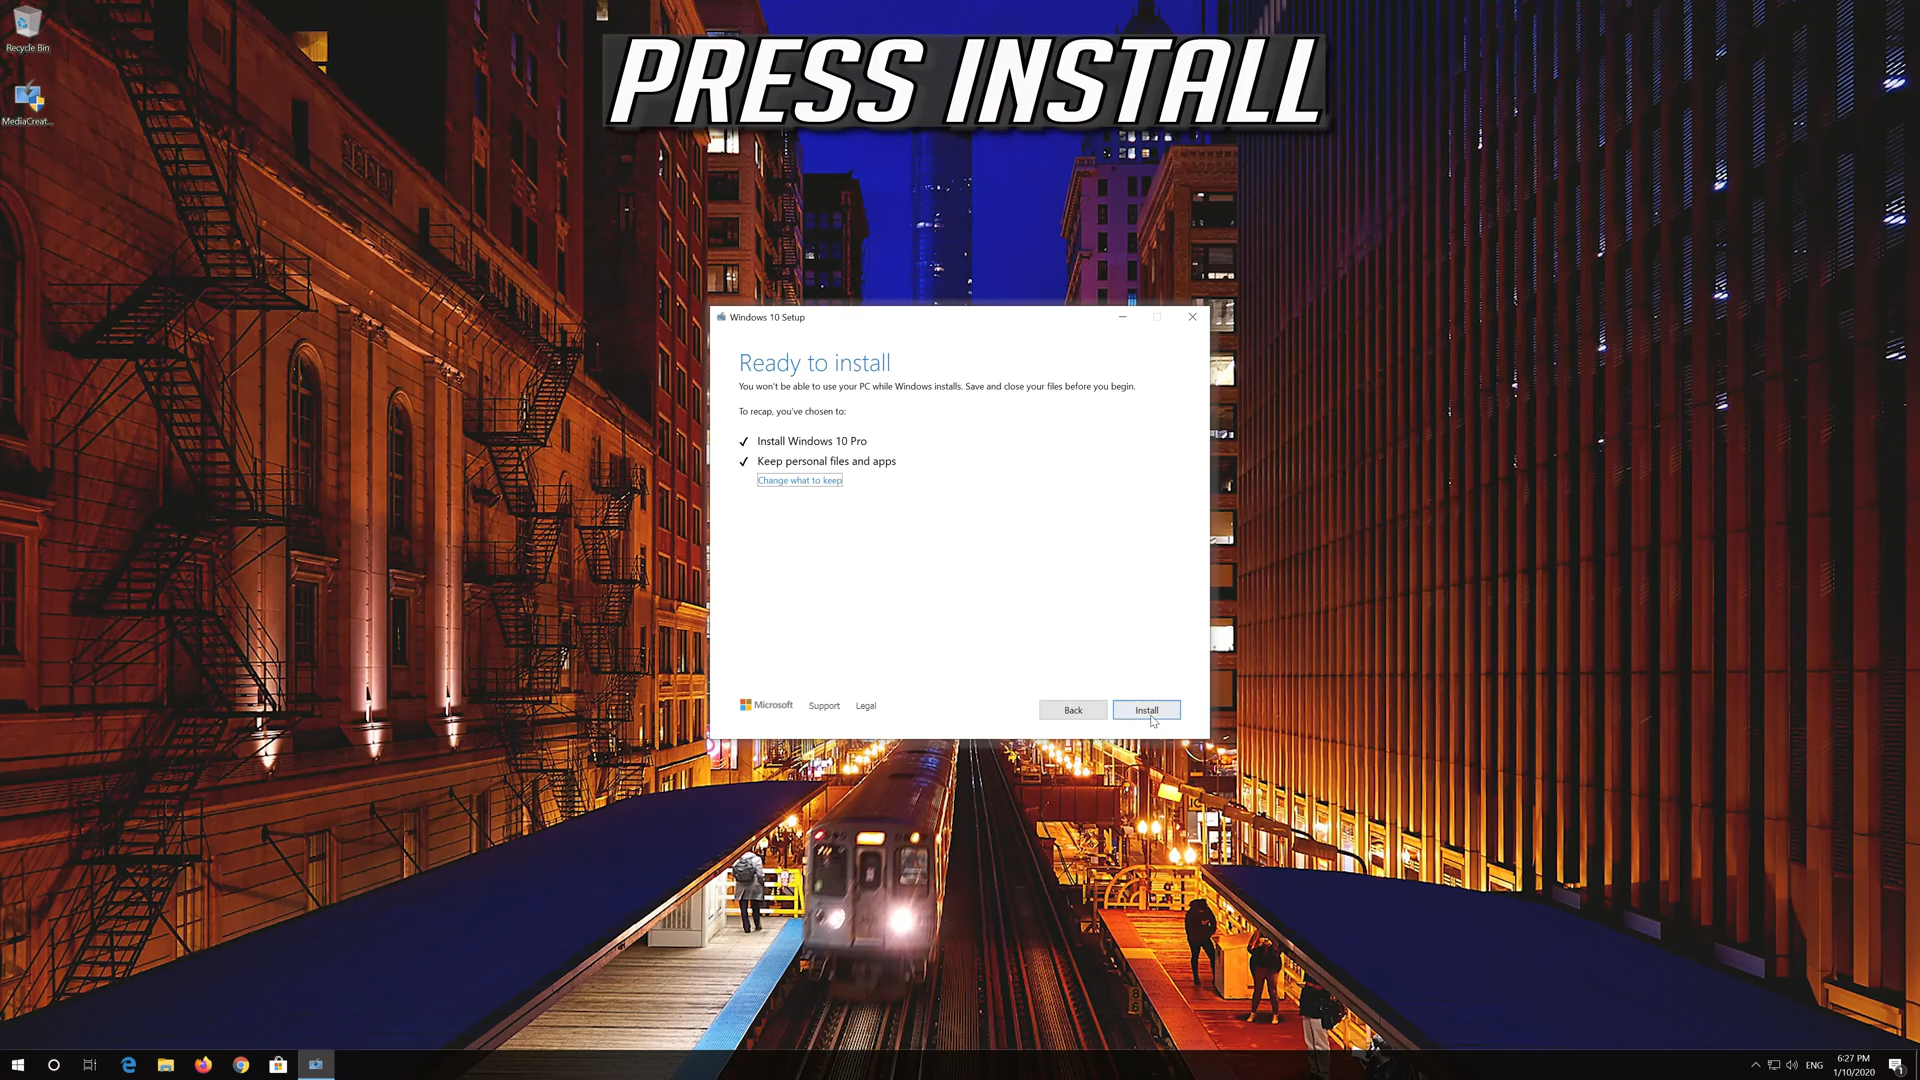 PRESS INSTALL
Recycle Bin
MediaCreat...
Windows 10 Setup
Ready to install
You won't be able to use your PC while Windows installs. Save and close your files before you begin.
To recap, you've chosen to:
Install Windows 10 Pro
Keep personal files and apps
Change what to keep
Microsoft Support Legal
Back Install
ENG
6:27 PM
1/10/2020
1